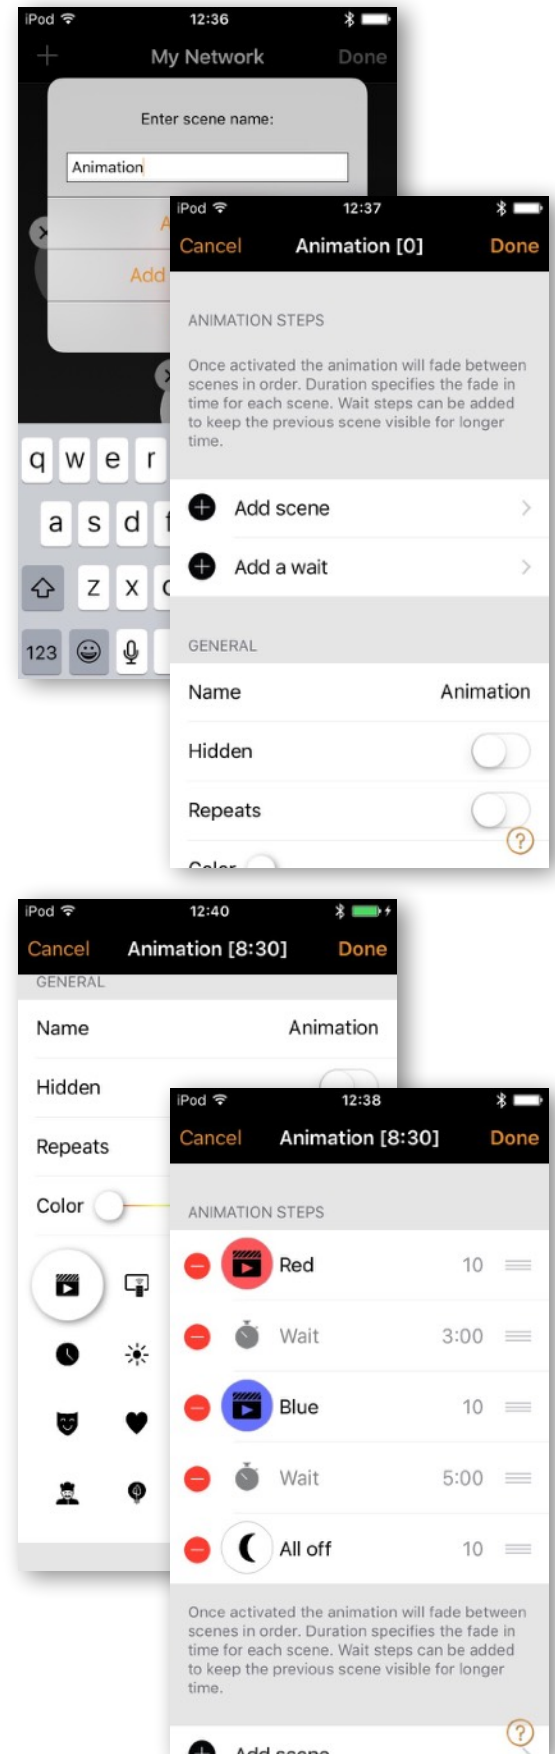 iPod 12:36
My Network Done
Enter scene name:
Animation
A
Add
q w e r
a s d f
z x c
123
iPod 12:37
Cancel Animation [0] Done
ANIMATION STEPS
Once activated the animation will fade between
scenes in order. Duration specifies the fade in
time for each scene. Wait steps can be added
to keep the previous scene visible for longer
time.
Add scene
Add a wait
GENERAL
Name Animation
Hidden
Repeats
?
Color
iPod 12:40
Cancel Animation [8:30] Done
GENERAL
Name Animation
Hidden
Repeats
Color
iPod 12:38
Cancel Animation [8:30] Done
ANIMATION STEPS
Red 10
Wait 3:00
Blue 10
Wait 5:00
All off 10
Once activated the animation will fade between
scenes in order. Duration specifies the fade in
time for each scene. Wait steps can be added
to keep the previous scene visible for longer
time.
?
Add scene